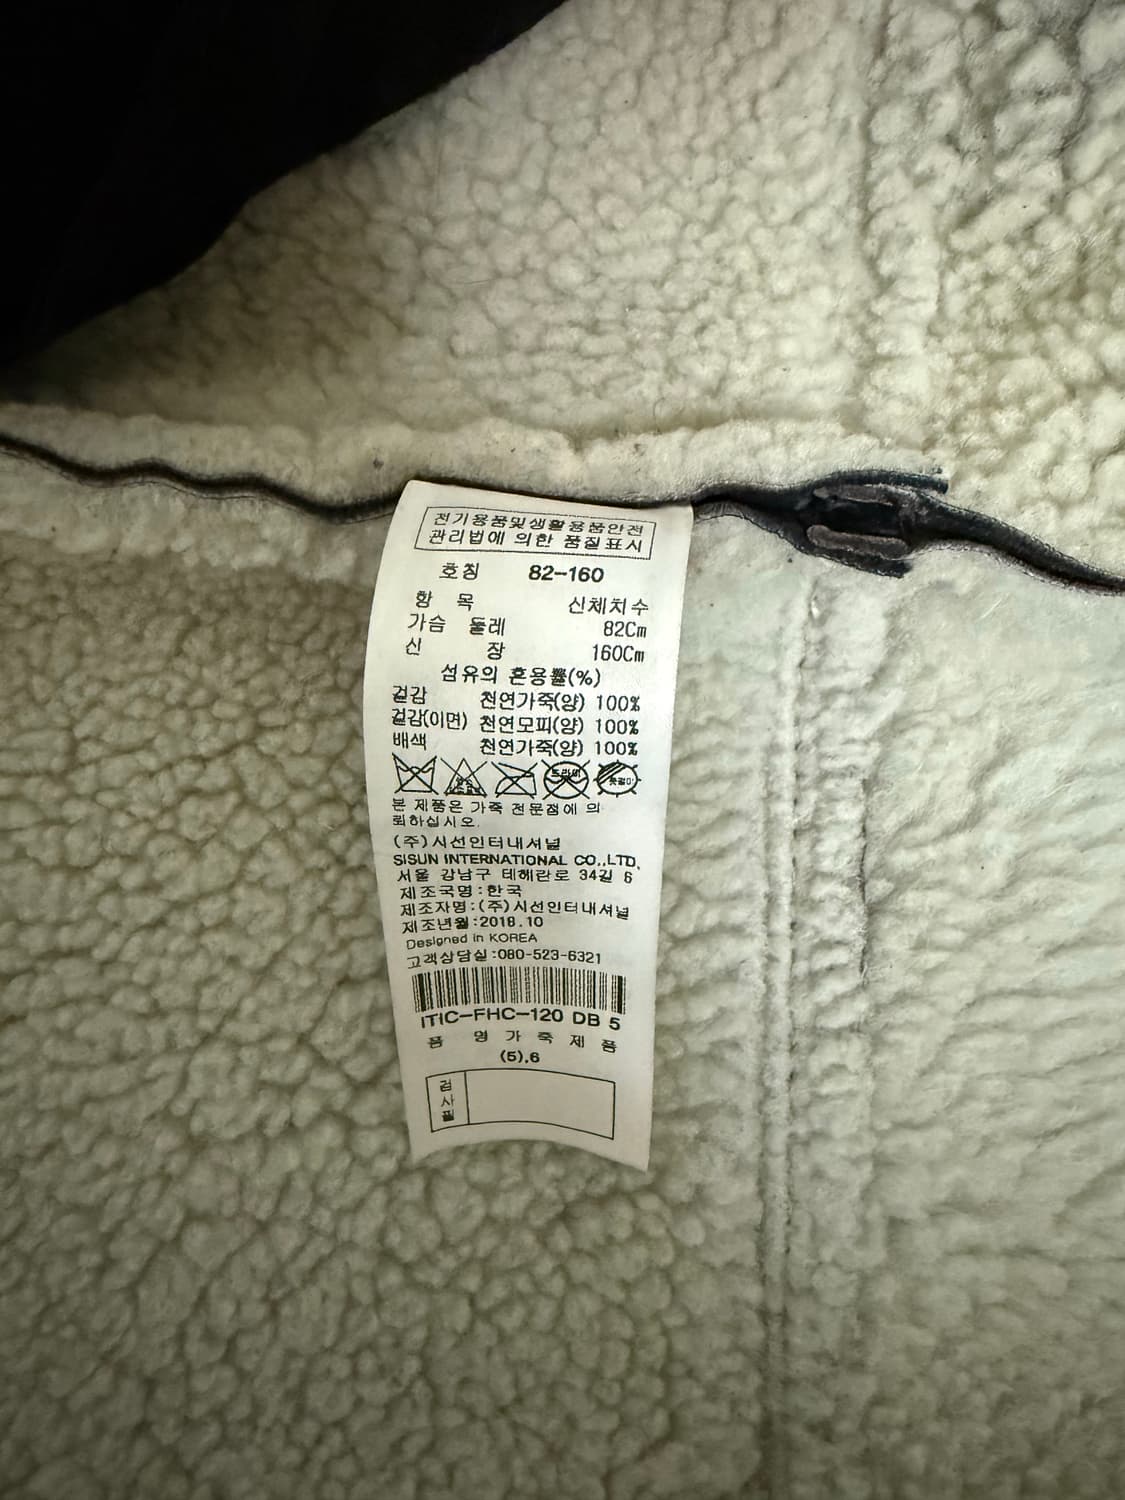 전기용품및생활용품안전
관리법에 의한 품질표시
호칭 82-160
항 목 신체치수
가슴 둘레 82Cm
신 장 160Cm
섬유의 혼용률(%)
겉감 천연가죽(양) 100%
겉감(이면) 천연모피(양) 100%
배색 천연가죽(양) 100%
드라이 옷걸이
본 제품은 가죽 전문점에 의
뢰하십시오.
(주)시선인터내셔널
SISUN INTERNATIONAL CO.,LTD.
서울 강남구 테헤란로 34길 6
제조국명:한국
제조자명:(주)시선인터내셔널
제조년월:2018.10
Designed in KOREA
고객상담실:080-523-6321
ITIC-FHC-120 DB 5
품 명 가 죽 제 품
(5),6
검
사
필